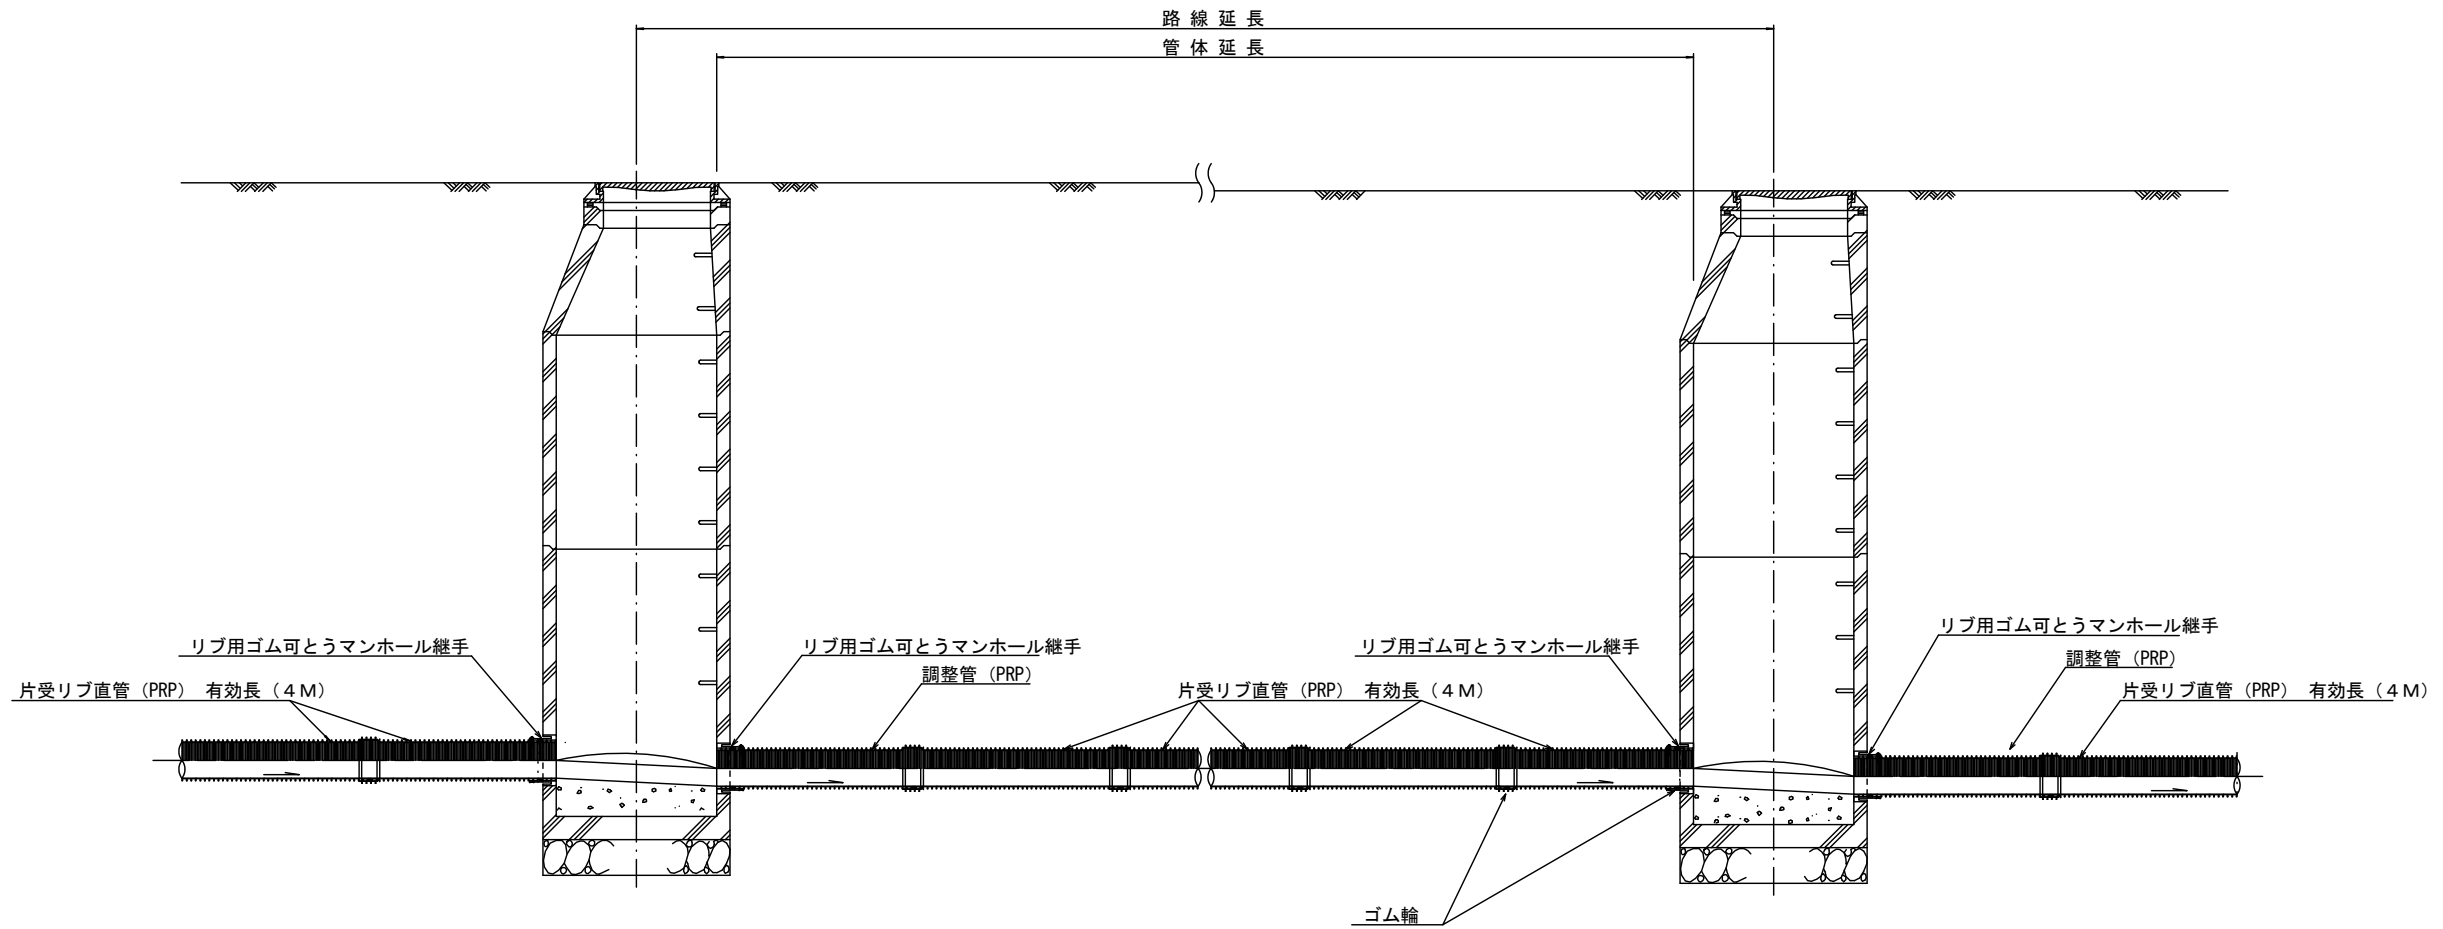 路線延長
管体延長
リブ用ゴム可とうマンホール継手
片受リブ直管（PRP） 有効長（４Ｍ）
リブ用ゴム可とうマンホール継手
調整管（PRP）
リブ用ゴム可とうマンホール継手
片受リブ直管（PRP） 有効長（４Ｍ）
リブ用ゴム可とうマンホール継手
調整管（PRP）
片受リブ直管（PRP） 有効長（４Ｍ）
ゴム輪